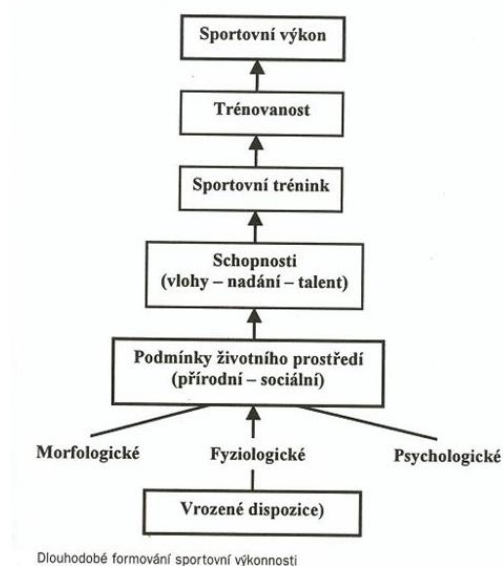 Sportovní výkon
Trénovanost
Sportovní trénink
Schopnosti
(vlohy – nadání – talent)
Podmínky životního prostředí
(přírodní – sociální)
Morfologické
Fyziologické
Psychologické
Vrozené dispozice)
Dlouhodobé formování sportovní výkonnosti